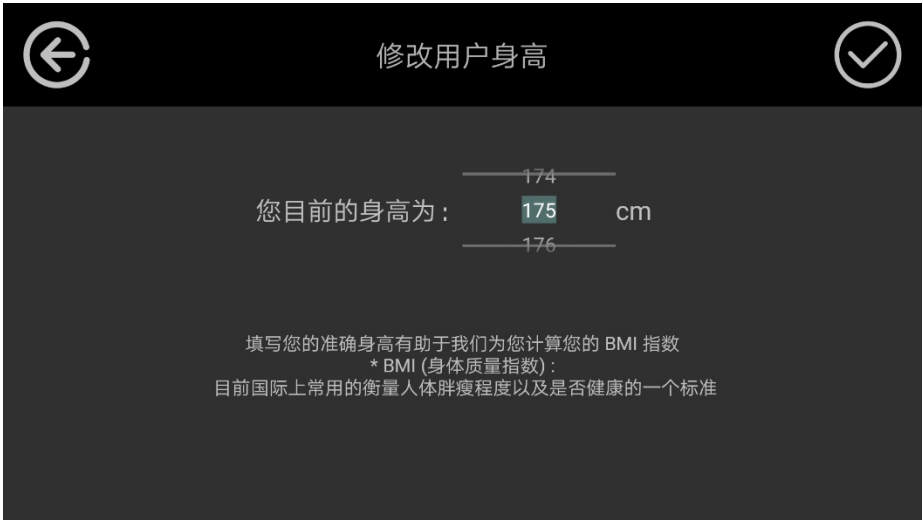 修改用户身高
174
您目前的身高为 : 175 cm
176
填写您的准确身高有助于我们为您计算您的 BMI 指数
* BMI (身体质量指数) :
目前国际上常用的衡量人体胖瘦程度以及是否健康的一个标准